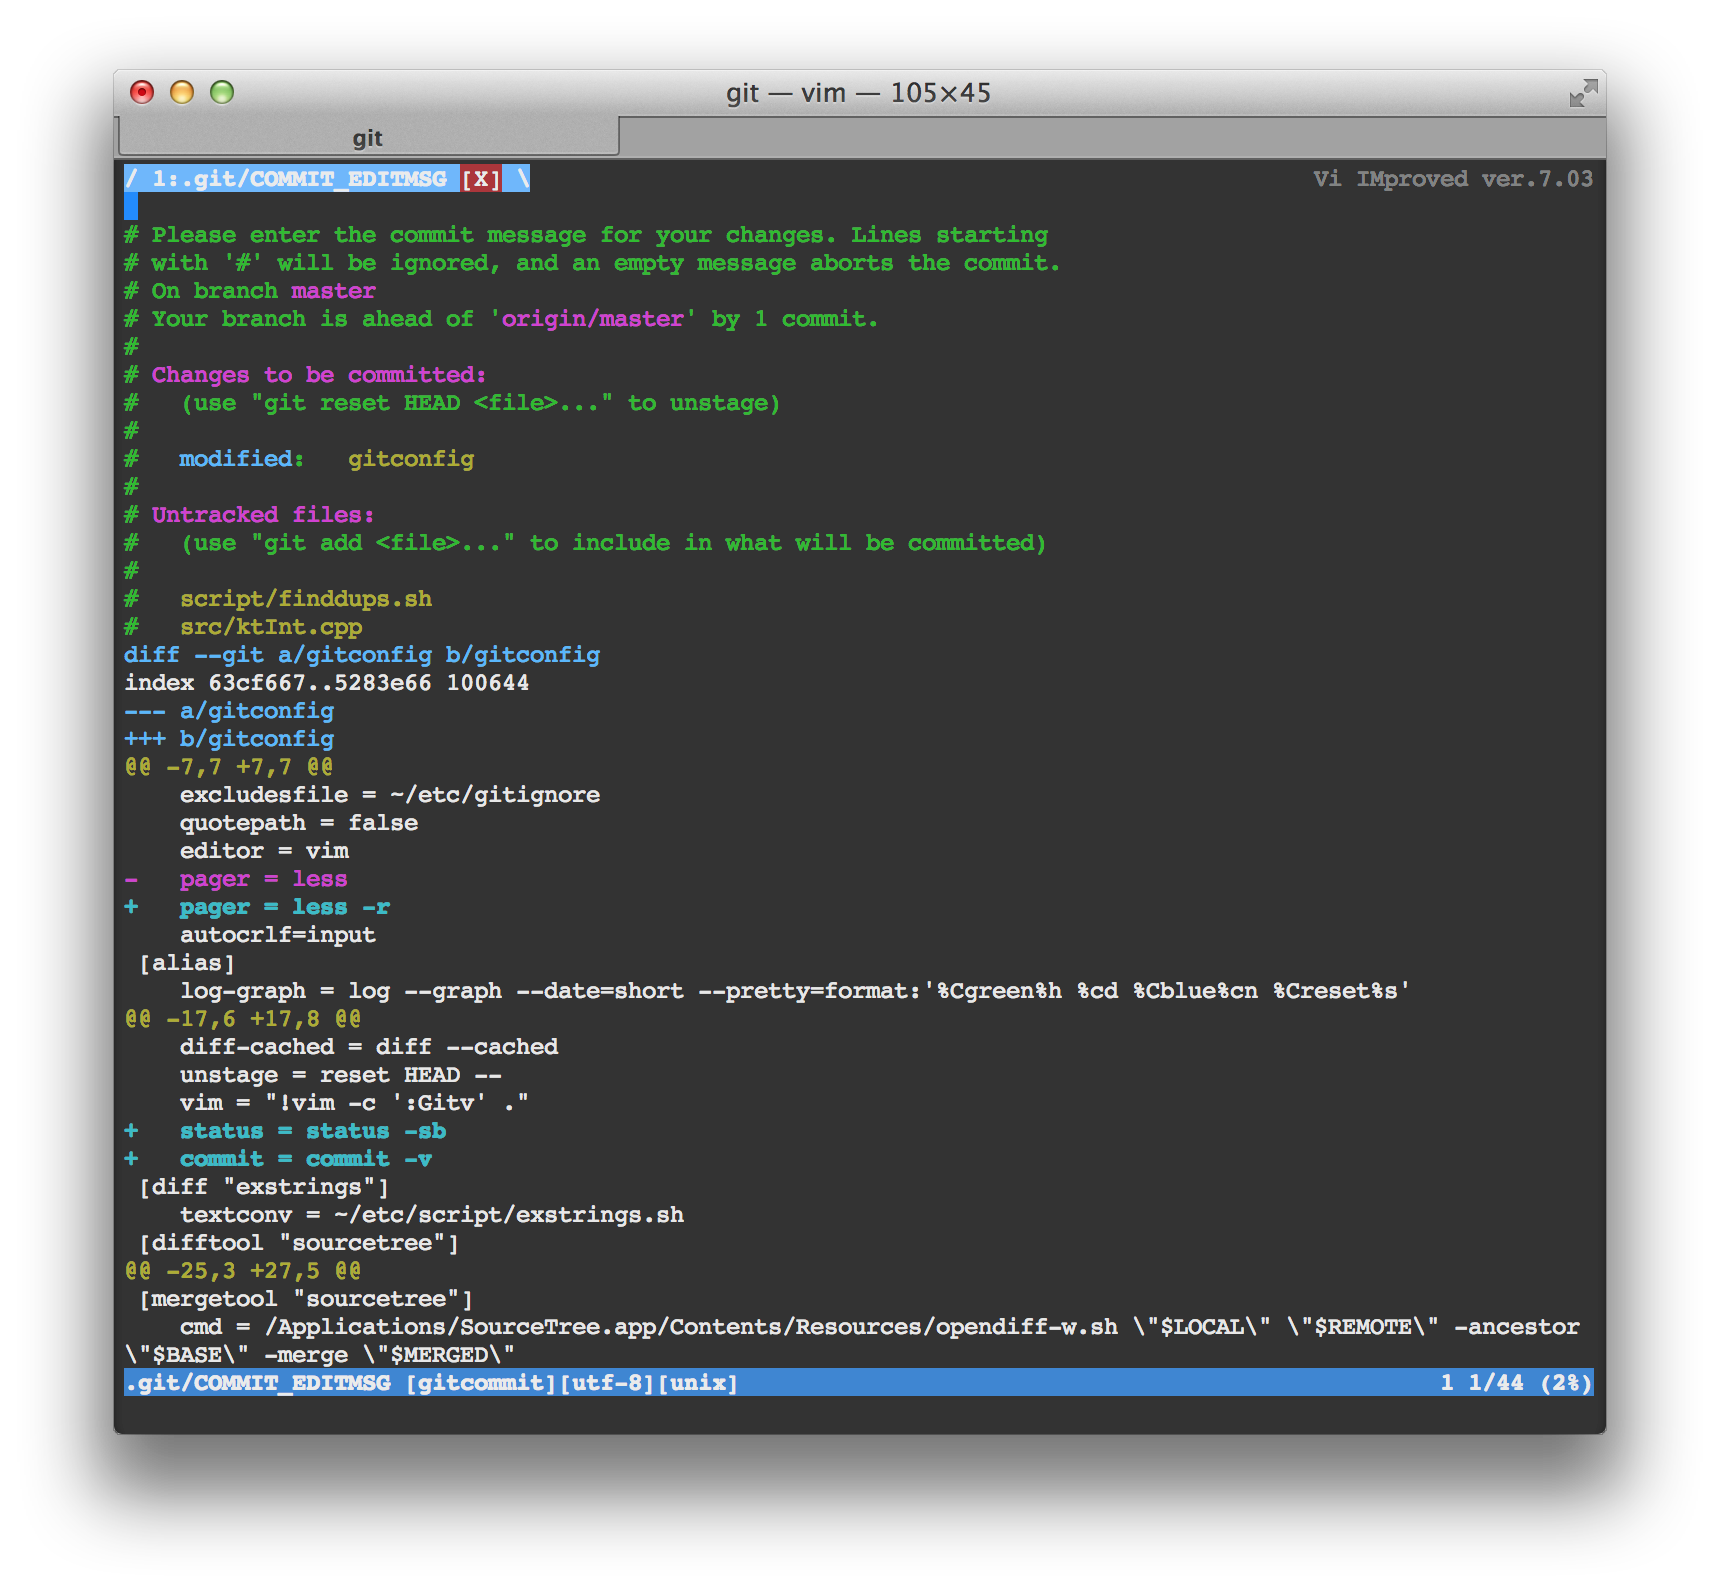 git — vim — 105×45
git
/ 1:.git/COMMIT_EDITMSG [X] \ Vi IMproved ver.7.03
# Please enter the commit message for your changes. Lines starting
# with '#' will be ignored, and an empty message aborts the commit.
# On branch master
# Your branch is ahead of 'origin/master' by 1 commit.
#
# Changes to be committed:
#   (use "git reset HEAD <file>..." to unstage)
#
#   modified:   gitconfig
#
# Untracked files:
#   (use "git add <file>..." to include in what will be committed)
#
#   script/finddups.sh
#   src/ktInt.cpp
diff --git a/gitconfig b/gitconfig
index 63cf667..5283e66 100644
--- a/gitconfig
+++ b/gitconfig
@@ -7,7 +7,7 @@
    excludesfile = ~/etc/gitignore
    quotepath = false
    editor = vim
-   pager = less
+   pager = less -r
    autocrlf=input
 [alias]
    log-graph = log --graph --date=short --pretty=format:'%Cgreen%h %cd %Cblue%cn %Creset%s'
@@ -17,6 +17,8 @@
    diff-cached = diff --cached
    unstage = reset HEAD --
    vim = "!vim -c ':Gitv' ."
+   status = status -sb
+   commit = commit -v
 [diff "exstrings"]
    textconv = ~/etc/script/exstrings.sh
 [difftool "sourcetree"]
@@ -25,3 +27,5 @@
 [mergetool "sourcetree"]
    cmd = /Applications/SourceTree.app/Contents/Resources/opendiff-w.sh \"$LOCAL\" \"$REMOTE\" -ancestor
\"$BASE\" -merge \"$MERGED\"
.git/COMMIT_EDITMSG [gitcommit][utf-8][unix] 1 1/44 (2%)